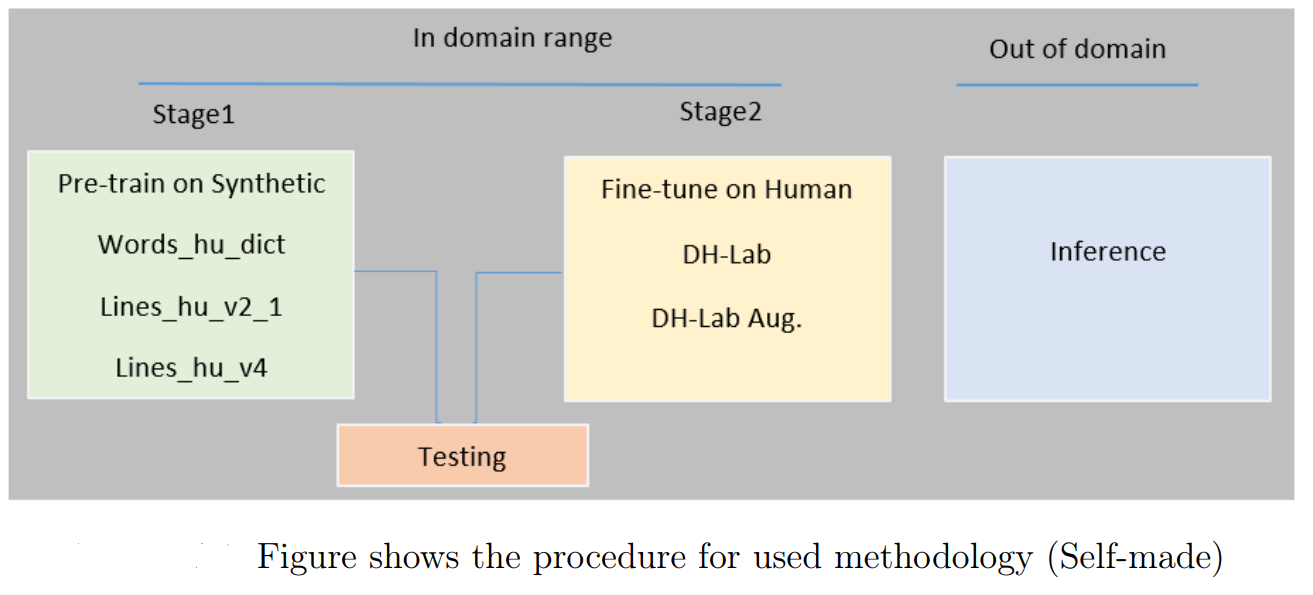 In domain range
Out of domain
Stage1
Stage2
Pre-train on Synthetic
Words_hu_dict
Lines_hu_v2_1
Lines_hu_v4
Fine-tune on Human
DH-Lab
DH-Lab Aug.
Inference
Testing
Figure shows the procedure for used methodology (Self-made)